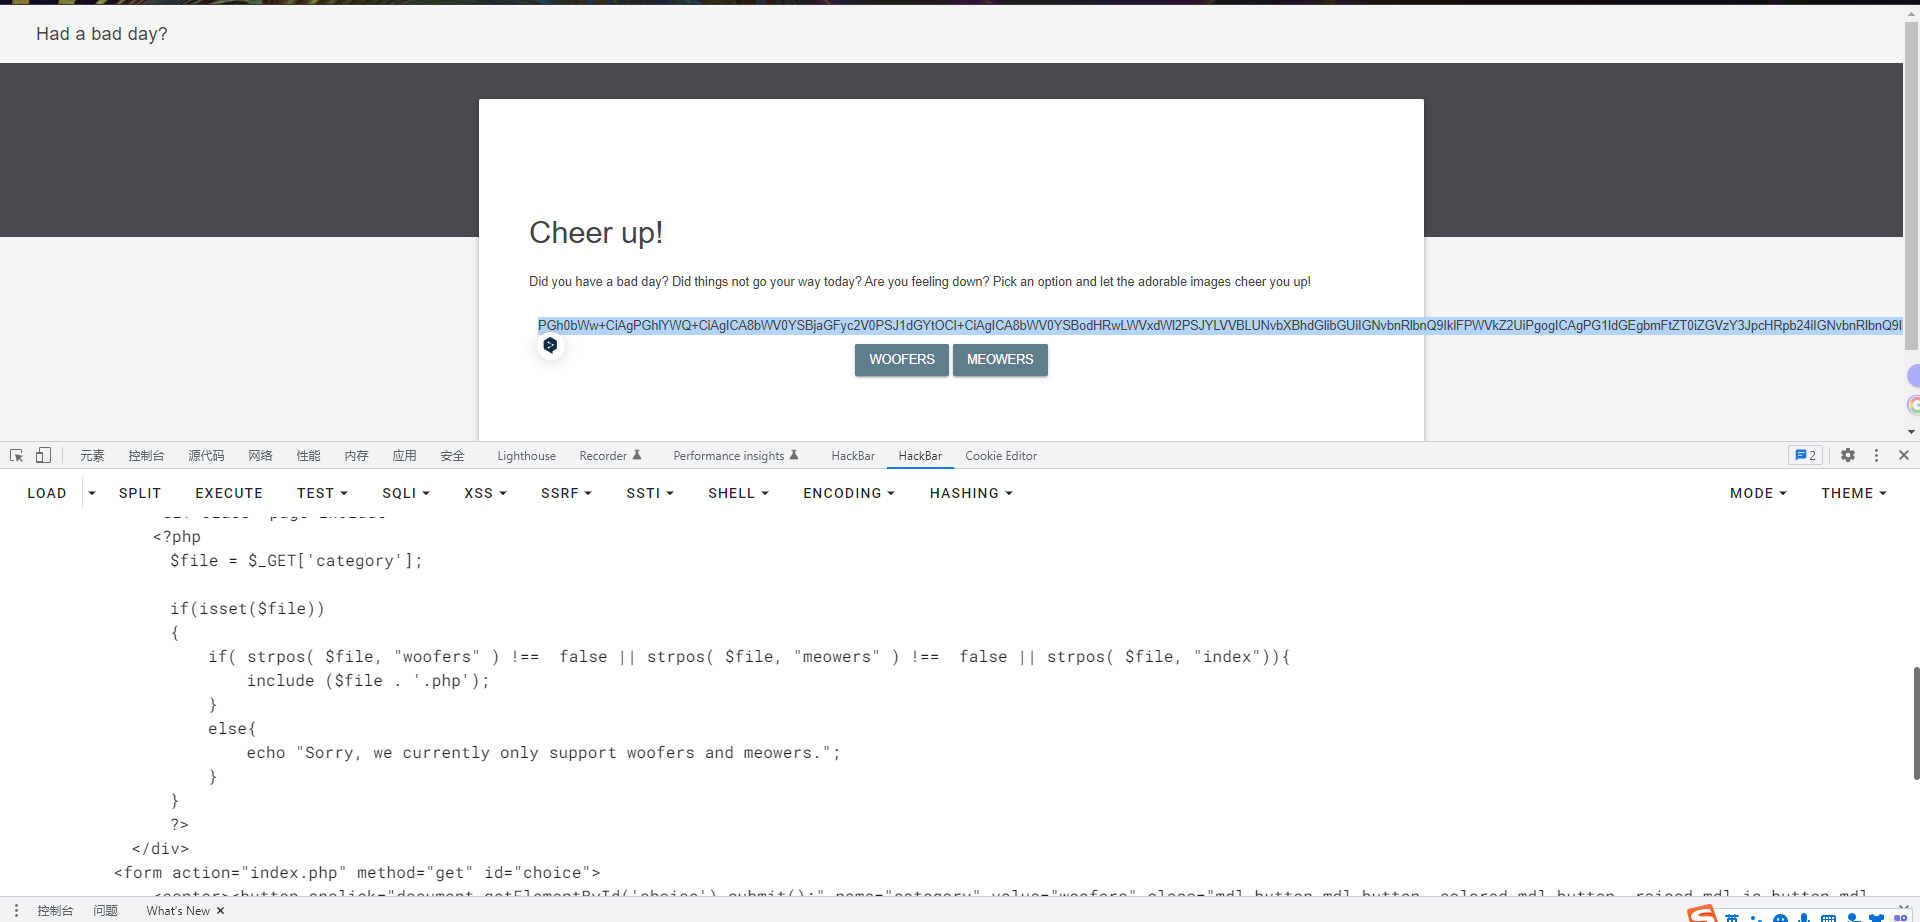 Had a bad day?
Cheer up!
Did you have a bad day? Did things not go your way today? Are you feeling down? Pick an option and let the adorable images cheer you up!
WOOFERS MEOWERS
元素 控制台 源代码 网络 性能 内存 应用 安全 Lighthouse Recorder Performance insights HackBar HackBar Cookie Editor 2
LOAD SPLIT EXECUTE TEST SQLI XSS SSRF SSTI SHELL ENCODING HASHING MODE THEME
<?php
$file = $_GET['category'];
if(isset($file))
{
if( strpos( $file, "woofers" ) !==  false || strpos( $file, "meowers" ) !==  false || strpos( $file, "index")){
include ($file . '.php');
}
else{
echo "Sorry, we currently only support woofers and meowers.";
}
}
?>
</div>
<form action="index.php" method="get" id="choice">
控制台 问题 What's New ×
英